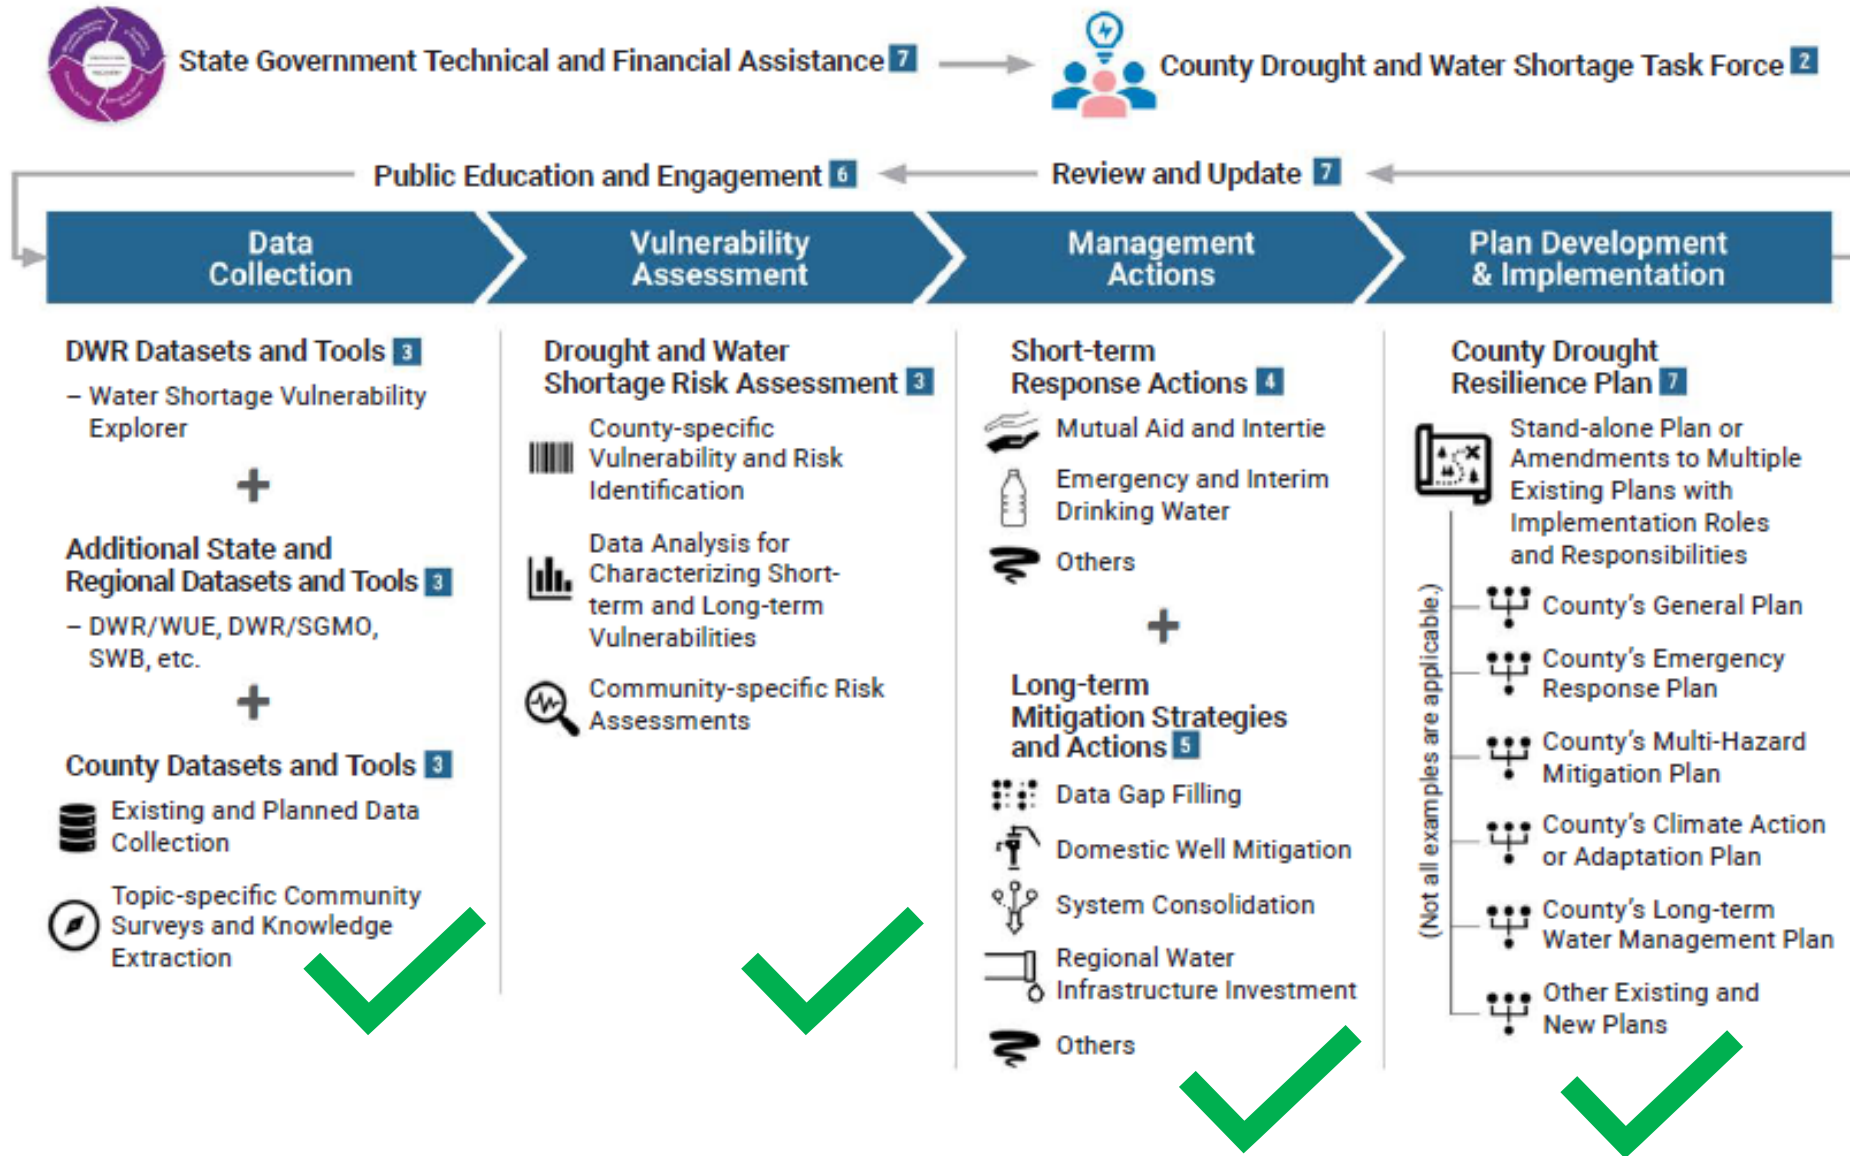 State Government Technical and Financial Assistance 7
County Drought and Water Shortage Task Force 2
Public Education and Engagement 6
Review and Update 7
Data
Collection
Vulnerability
Assessment
Management
Actions
Plan Development
& Implementation
DWR Datasets and Tools 3
– Water Shortage Vulnerability
Explorer
+
Additional State and
Regional Datasets and Tools 3
– DWR/WUE, DWR/SGMO,
SWB, etc.
+
County Datasets and Tools 3
Existing and Planned Data
Collection
Topic-specific Community
Surveys and Knowledge
Extraction
Drought and Water
Shortage Risk Assessment 3
County-specific
Vulnerability and Risk
Identification
Data Analysis for
Characterizing Short-
term and Long-term
Vulnerabilities
Community-specific Risk
Assessments
Short-term
Response Actions 4
Mutual Aid and Intertie
Emergency and Interim
Drinking Water
Others
+
Long-term
Mitigation Strategies
and Actions 5
Data Gap Filling
Domestic Well Mitigation
System Consolidation
Regional Water
Infrastructure Investment
Others
County Drought
Resilience Plan 7
Stand-alone Plan or
Amendments to Multiple
Existing Plans with
Implementation Roles
and Responsibilities
(Not all examples are applicable.)
County's General Plan
County's Emergency
Response Plan
County's Multi-Hazard
Mitigation Plan
County's Climate Action
or Adaptation Plan
County's Long-term
Water Management Plan
Other Existing and
New Plans